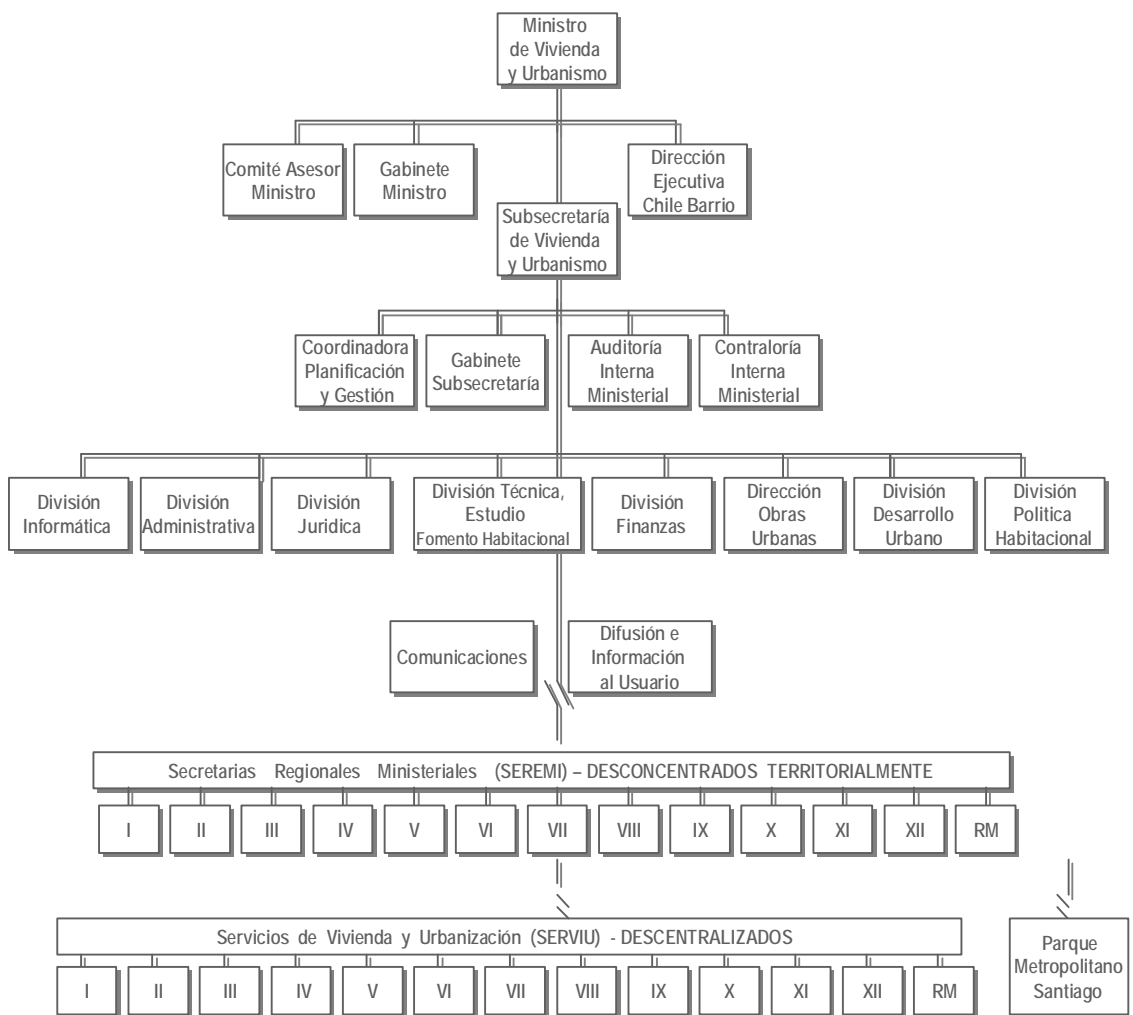 Ministro
de Vivienda
y Urbanismo
Comité Asesor
Ministro
Gabinete
Ministro
Dirección
Ejecutiva
Chile Barrio
Subsecretaría
de Vivienda
y Urbanismo
Coordinadora
Planificación
y Gestión
Gabinete
Subsecretaría
Auditoría
Interna
Ministerial
Contraloría
Interna
Ministerial
División
Informática
División
Administrativa
División
Juridica
División Técnica,
Estudio
Fomento Habitacional
División
Finanzas
Dirección
Obras
Urbanas
División
Desarrollo
Urbano
División
Politica
Habitacional
Comunicaciones
Difusión e
Información
al Usuario
Secretarias Regionales Ministeriales (SEREMI) – DESCONCENTRADOS TERRITORIALMENTE
I II III IV V VI VII VIII IX X XI XII RM
Servicios de Vivienda y Urbanización (SERVIU) - DESCENTRALIZADOS
I II III IV V VI VII VIII IX X XI XII RM
Parque
Metropolitano
Santiago